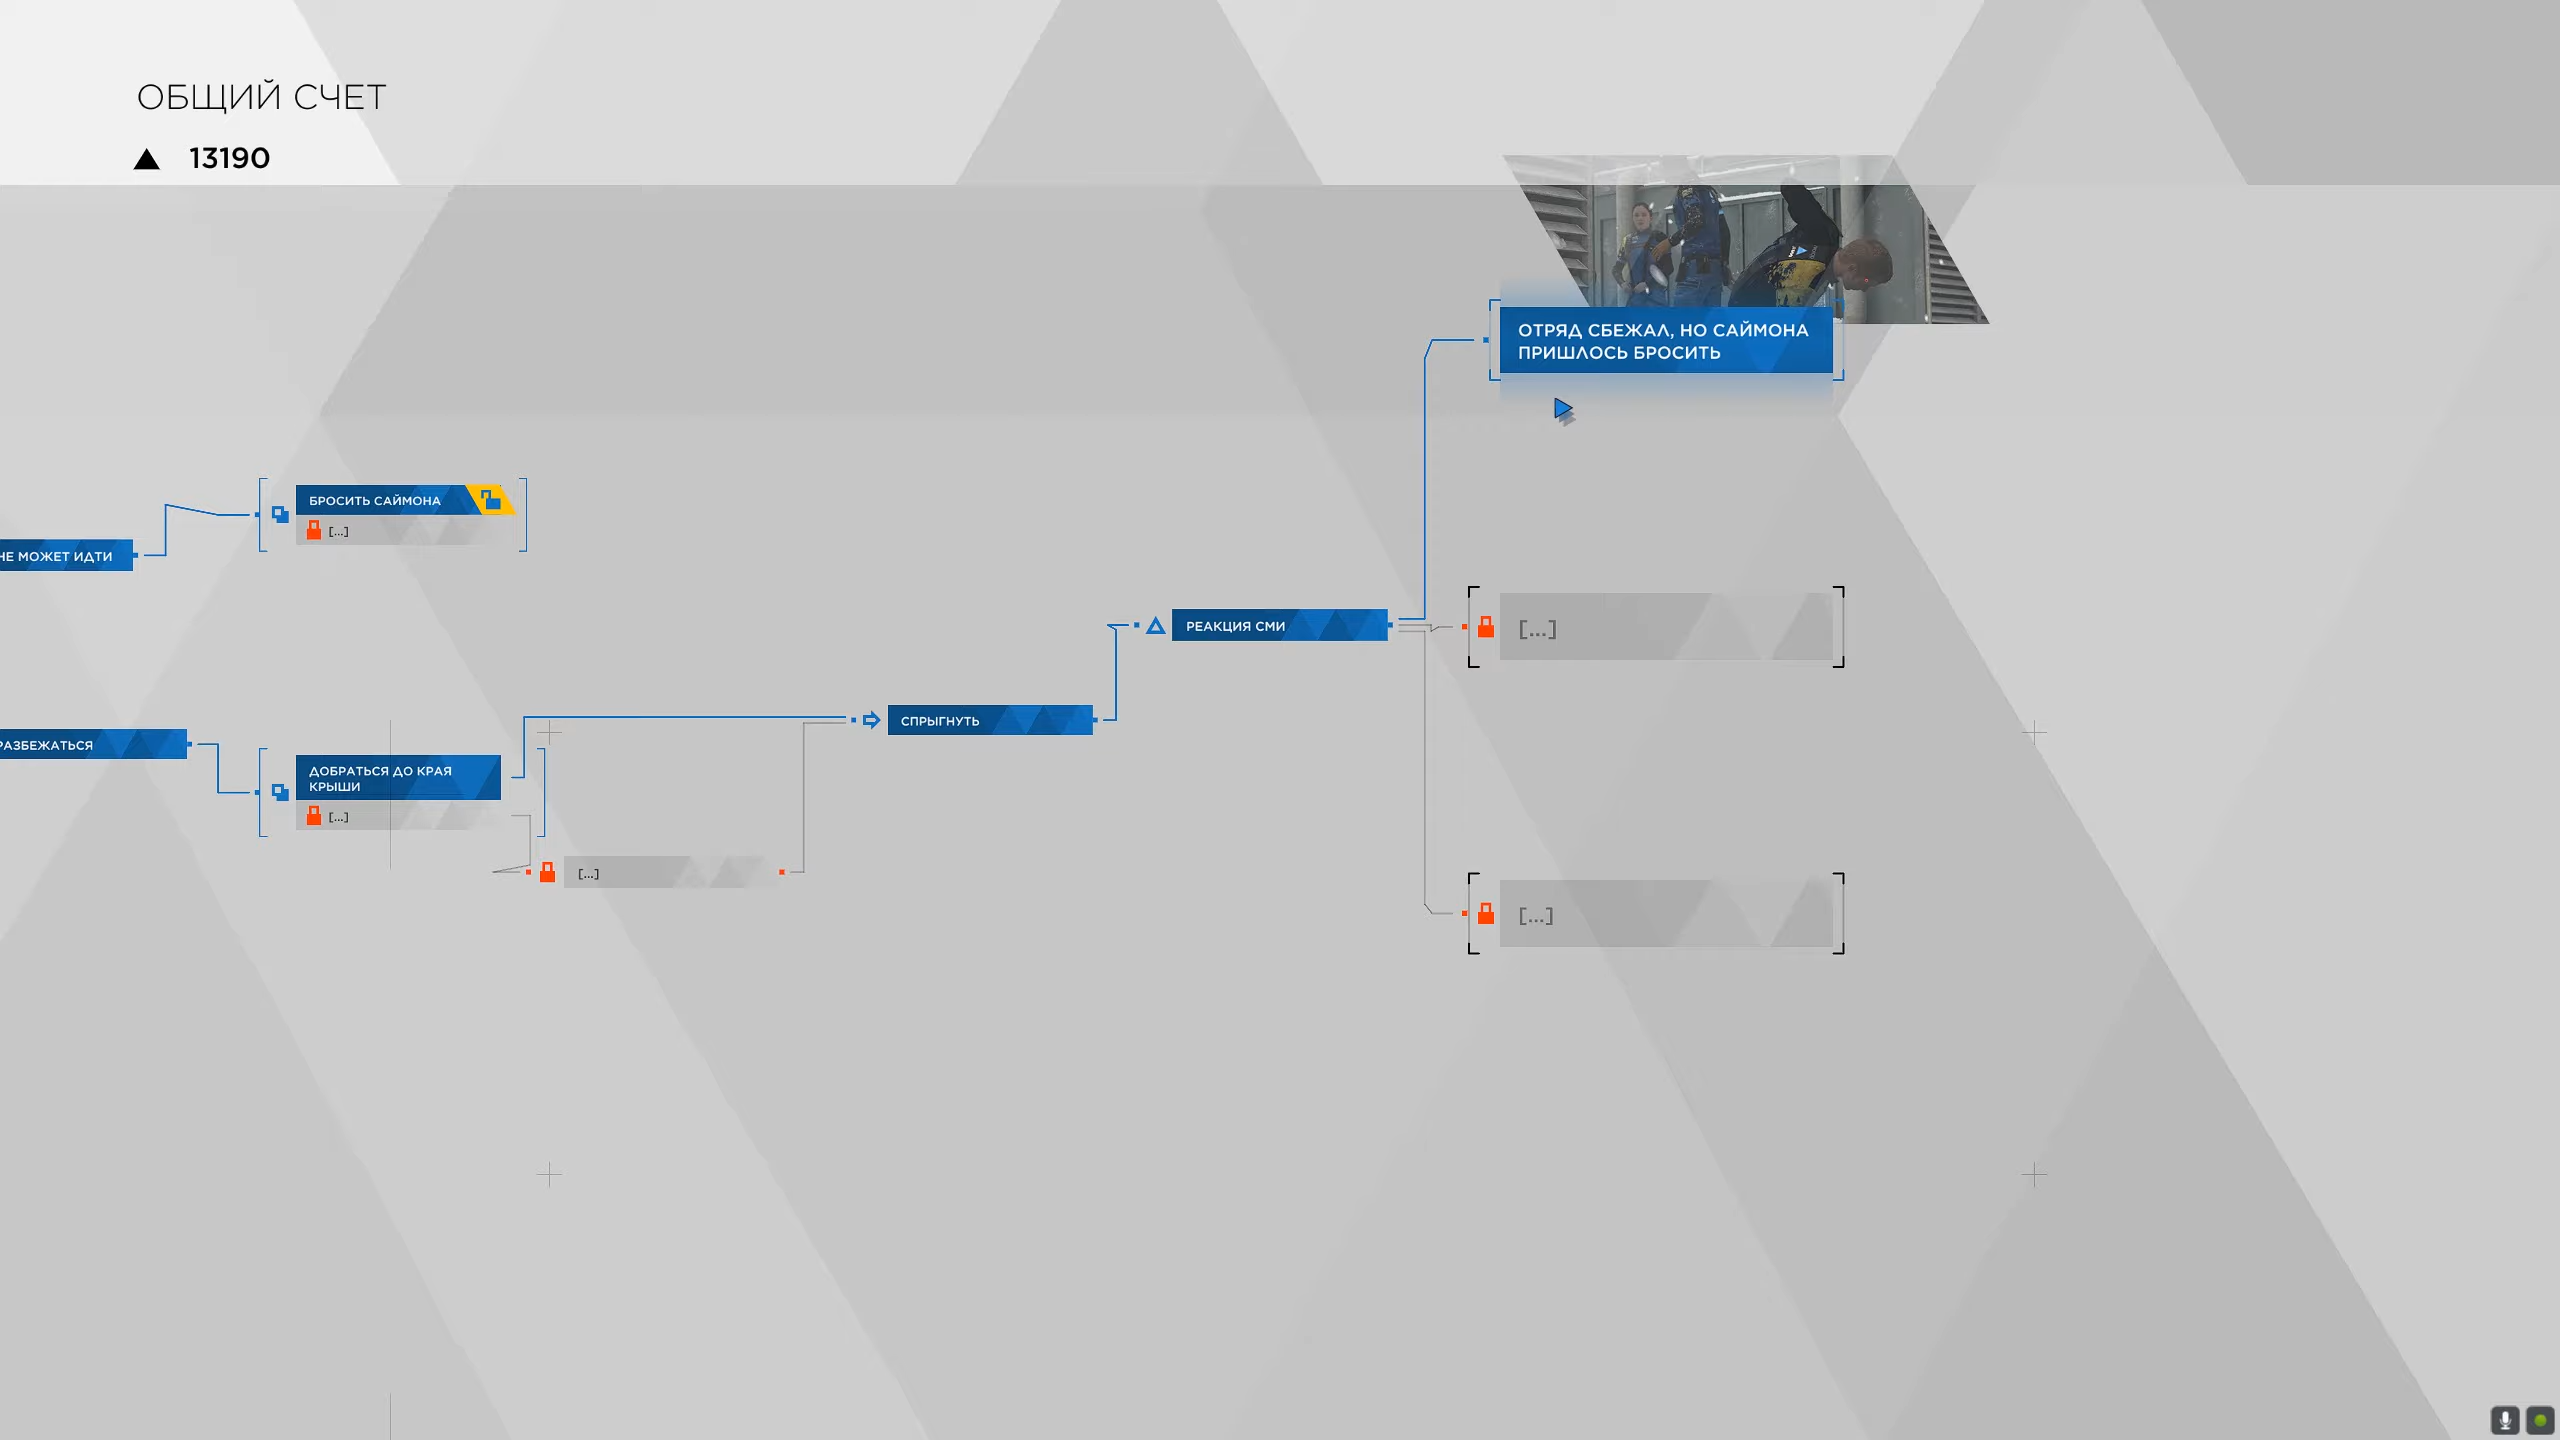 ОБЩИЙ СЧЕТ
13190
ОТРЯД СБЕЖАЛ, НО САЙМОНА
ПРИШЛОСЬ БРОСИТЬ
БРОСИТЬ САЙМОНА
[...]
НЕ МОЖЕТ ИДТИ
РЕАКЦИЯ СМИ
[...]
СПРЫГНУТЬ
РАЗБЕЖАТЬСЯ
ДОБРАТЬСЯ ДО КРАЯ
КРЫШИ
[...]
[...]
[...]